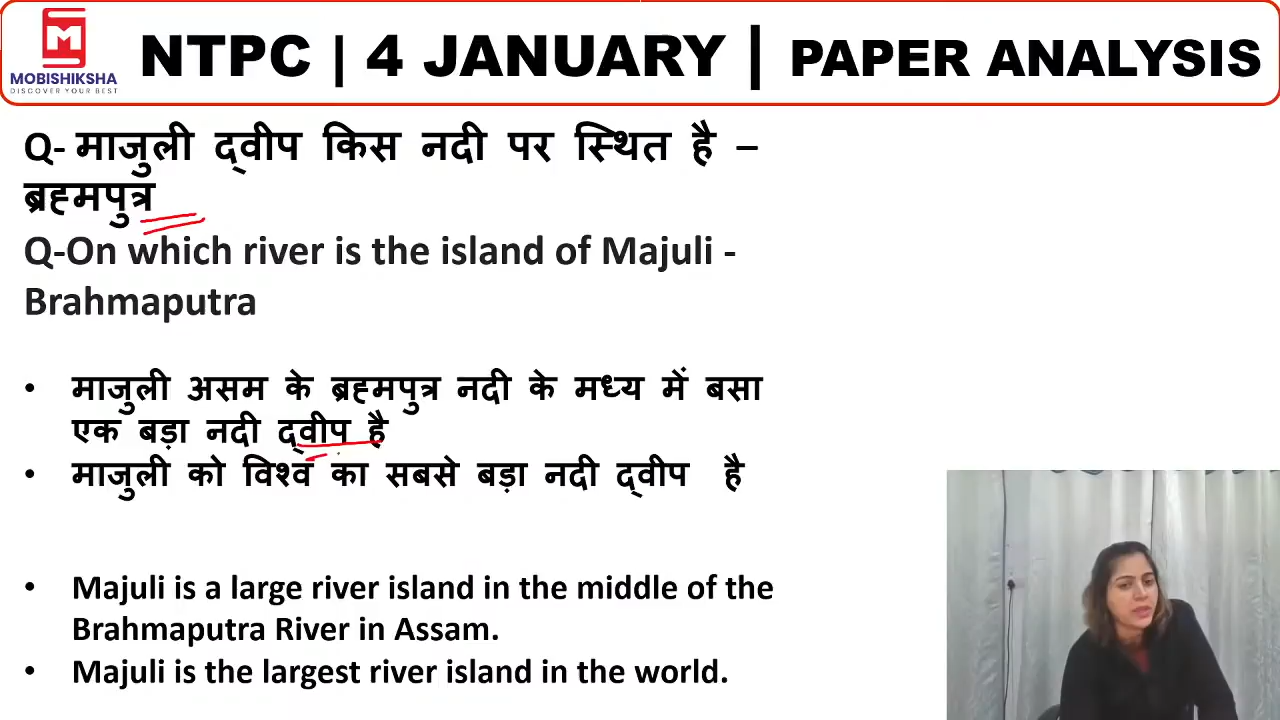 MOBISHIKSHA
DISCOVER YOUR BEST
NTPC | 4 JANUARY | PAPER ANALYSIS
Q- माजुली द्वीप किस नदी पर स्थित है –
ब्रह्मपुत्र
Q-On which river is the island of Majuli -
Brahmaputra
• माजुली असम के ब्रह्मपुत्र नदी के मध्य में बसा
एक बड़ा नदी द्वीप है
• माजुली को विश्व का सबसे बड़ा नदी द्वीप है
• Majuli is a large river island in the middle of the
Brahmaputra River in Assam.
• Majuli is the largest river island in the world.